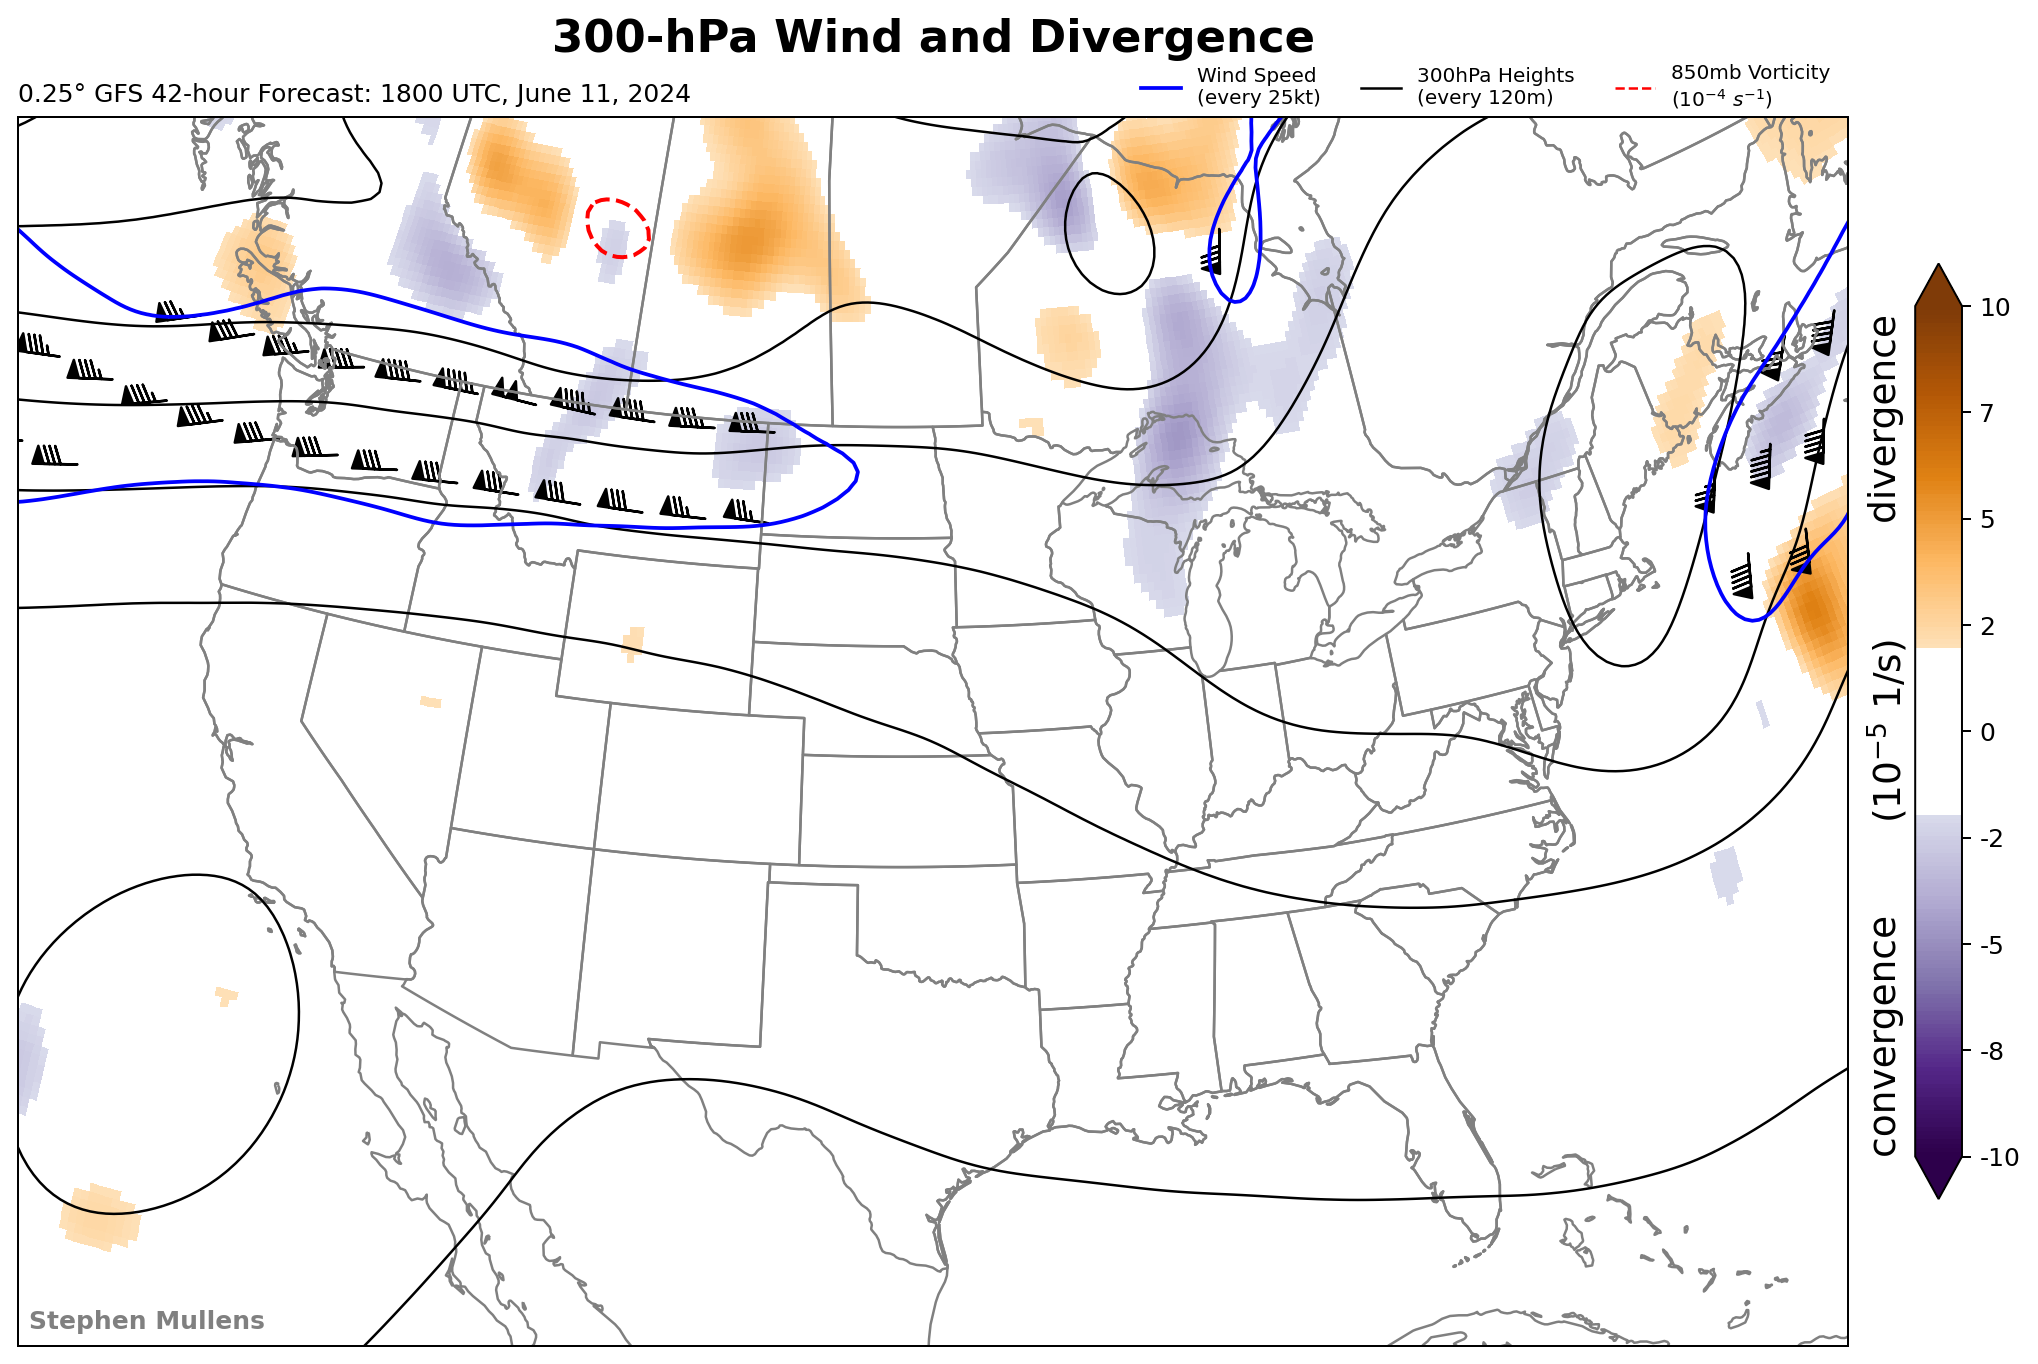 300-hPa Wind and Divergence
0.25° GFS 42-hour Forecast: 1800 UTC, June 11, 2024
Wind Speed
(every 25kt)
300hPa Heights
(every 120m)
850mb Vorticity
(10⁻⁴ s⁻¹)
10
7
5
2
0
-2
-5
-8
-10
divergence
(10⁻⁵ 1/s)
convergence
Stephen Mullens